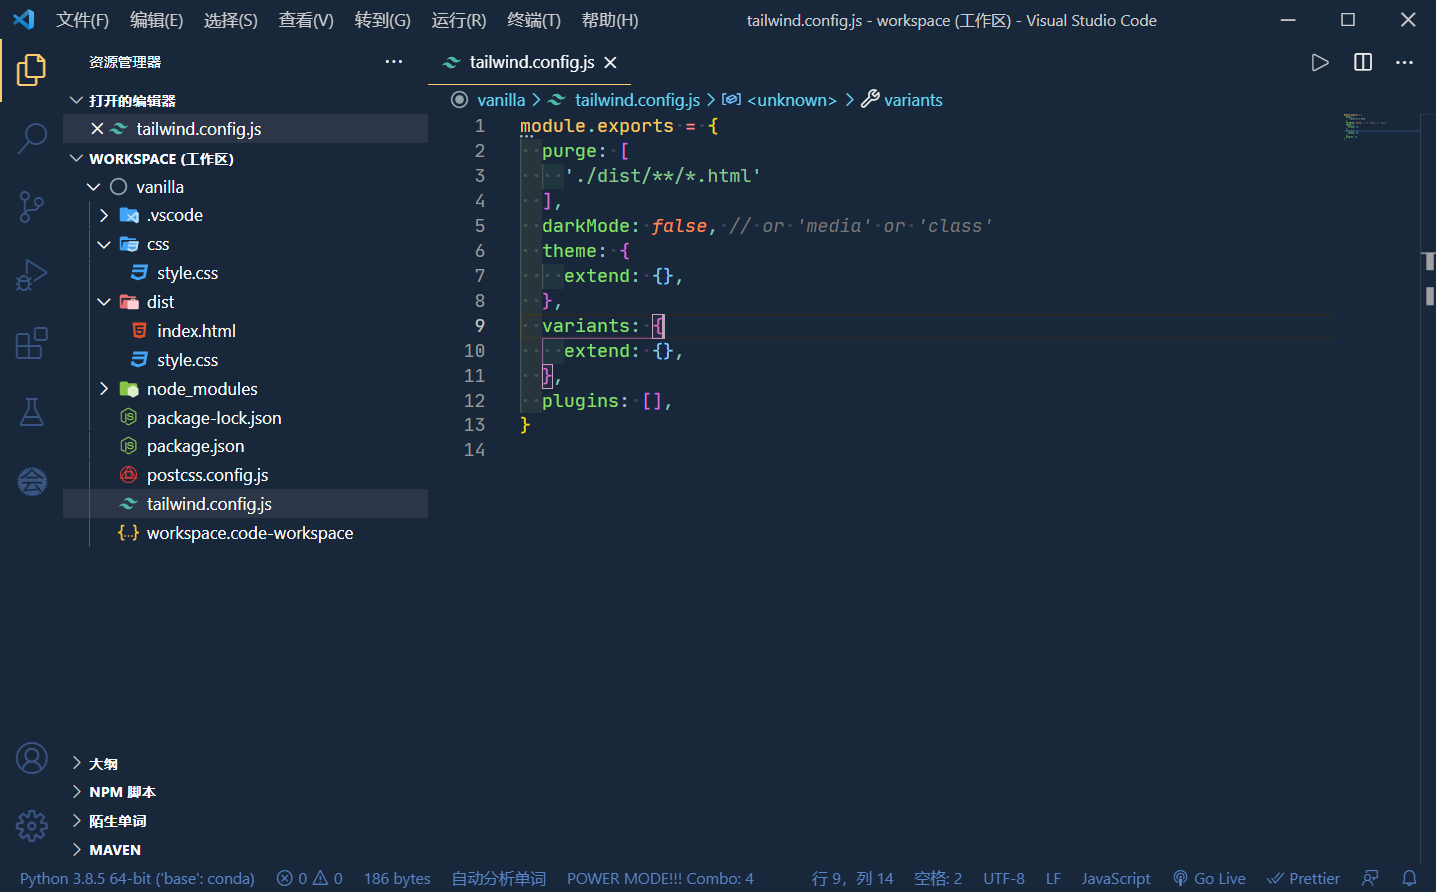 文件(F) 编辑(E) 选择(S) 查看(V) 转到(G) 运行(R) 终端(T) 帮助(H) tailwind.config.js - workspace (工作区) - Visual Studio Code
资源管理器
打开的编辑器
tailwind.config.js
WORKSPACE (工作区)
vanilla
.vscode
css
style.css
dist
index.html
style.css
node_modules
package-lock.json
package.json
postcss.config.js
tailwind.config.js
workspace.code-workspace
大纲
NPM 脚本
陌生单词
MAVEN
tailwind.config.js
vanilla > tailwind.config.js > <unknown> > variants
1 module.exports = {
2 purge: [
3 './dist/**/*.html'
4 ],
5 darkMode: false, // or 'media' or 'class'
6 theme: {
7 extend: {},
8 },
9 variants: {
10 extend: {},
11 },
12 plugins: [],
13 }
14
Python 3.8.5 64-bit ('base': conda) 0 0 186 bytes 自动分析单词 POWER MODE!!! Combo: 4 行 9，列 14 空格: 2 UTF-8 LF JavaScript Go Live Prettier